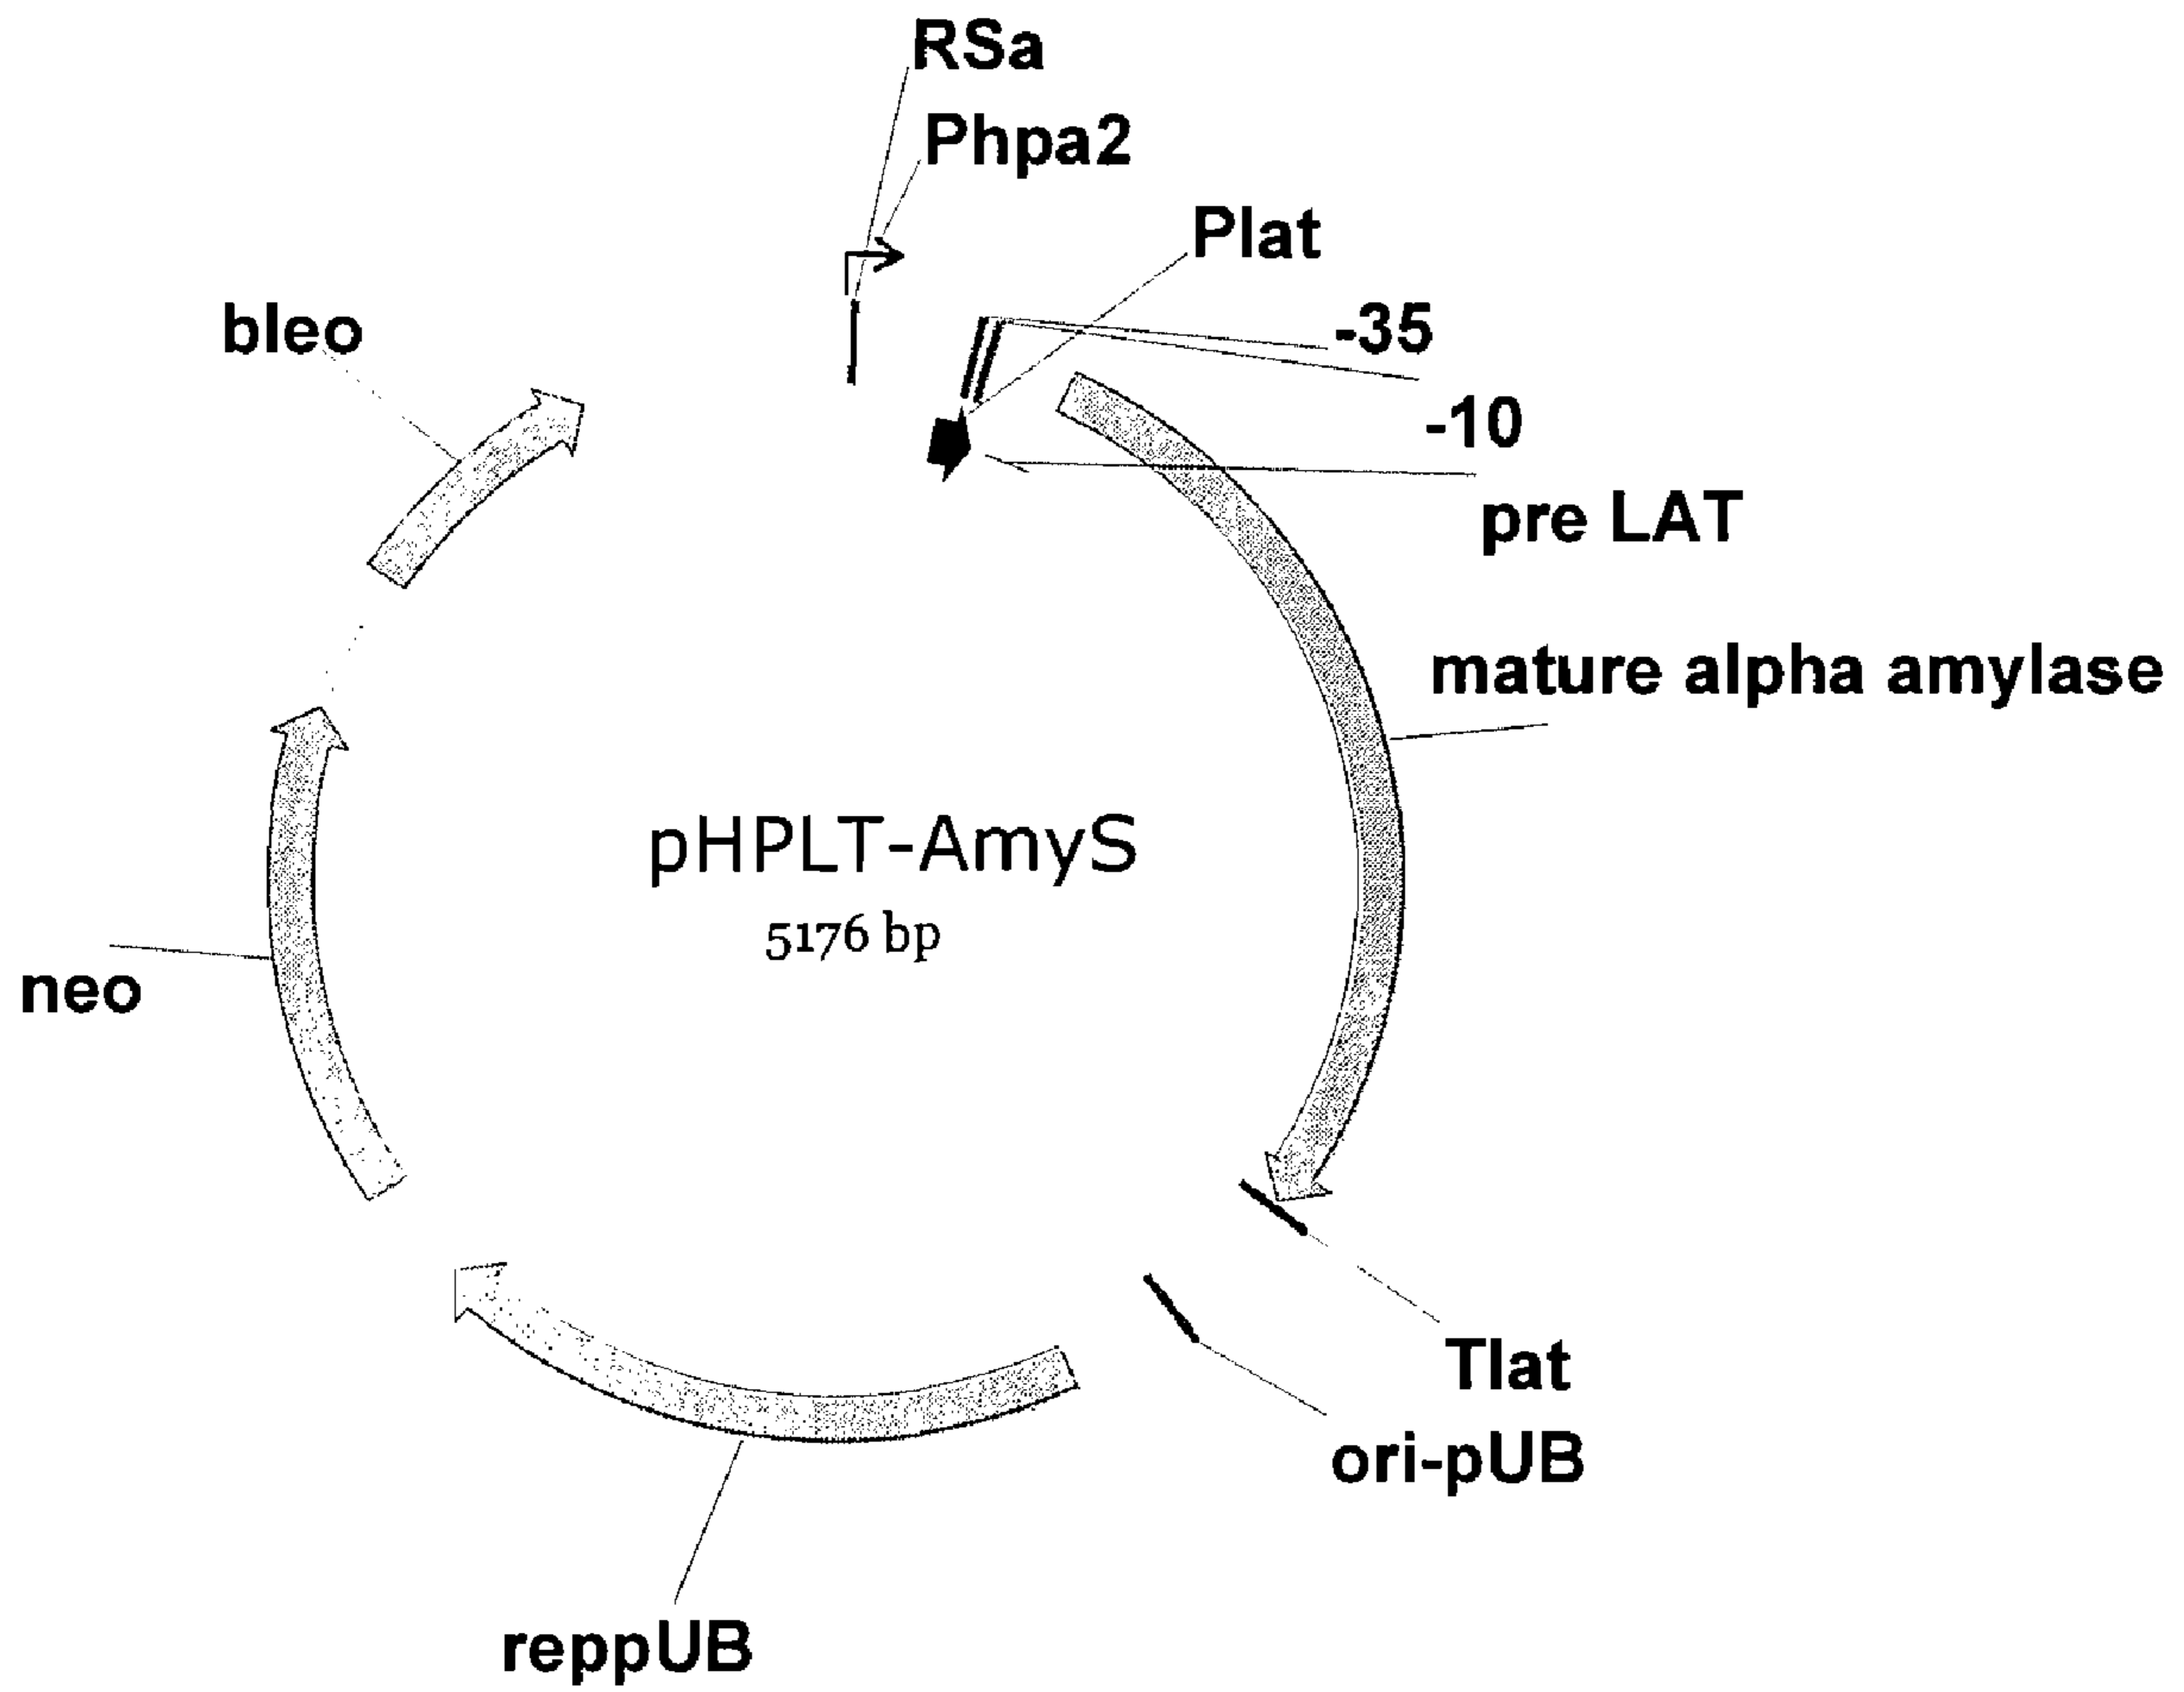 RSa
Phpa2
Plat
-35
bleo
-10
pre LAT
mature alpha amylase
pHPLT-AmyS
5176 bp
neo
Tlat
ori-pUB
reppUB